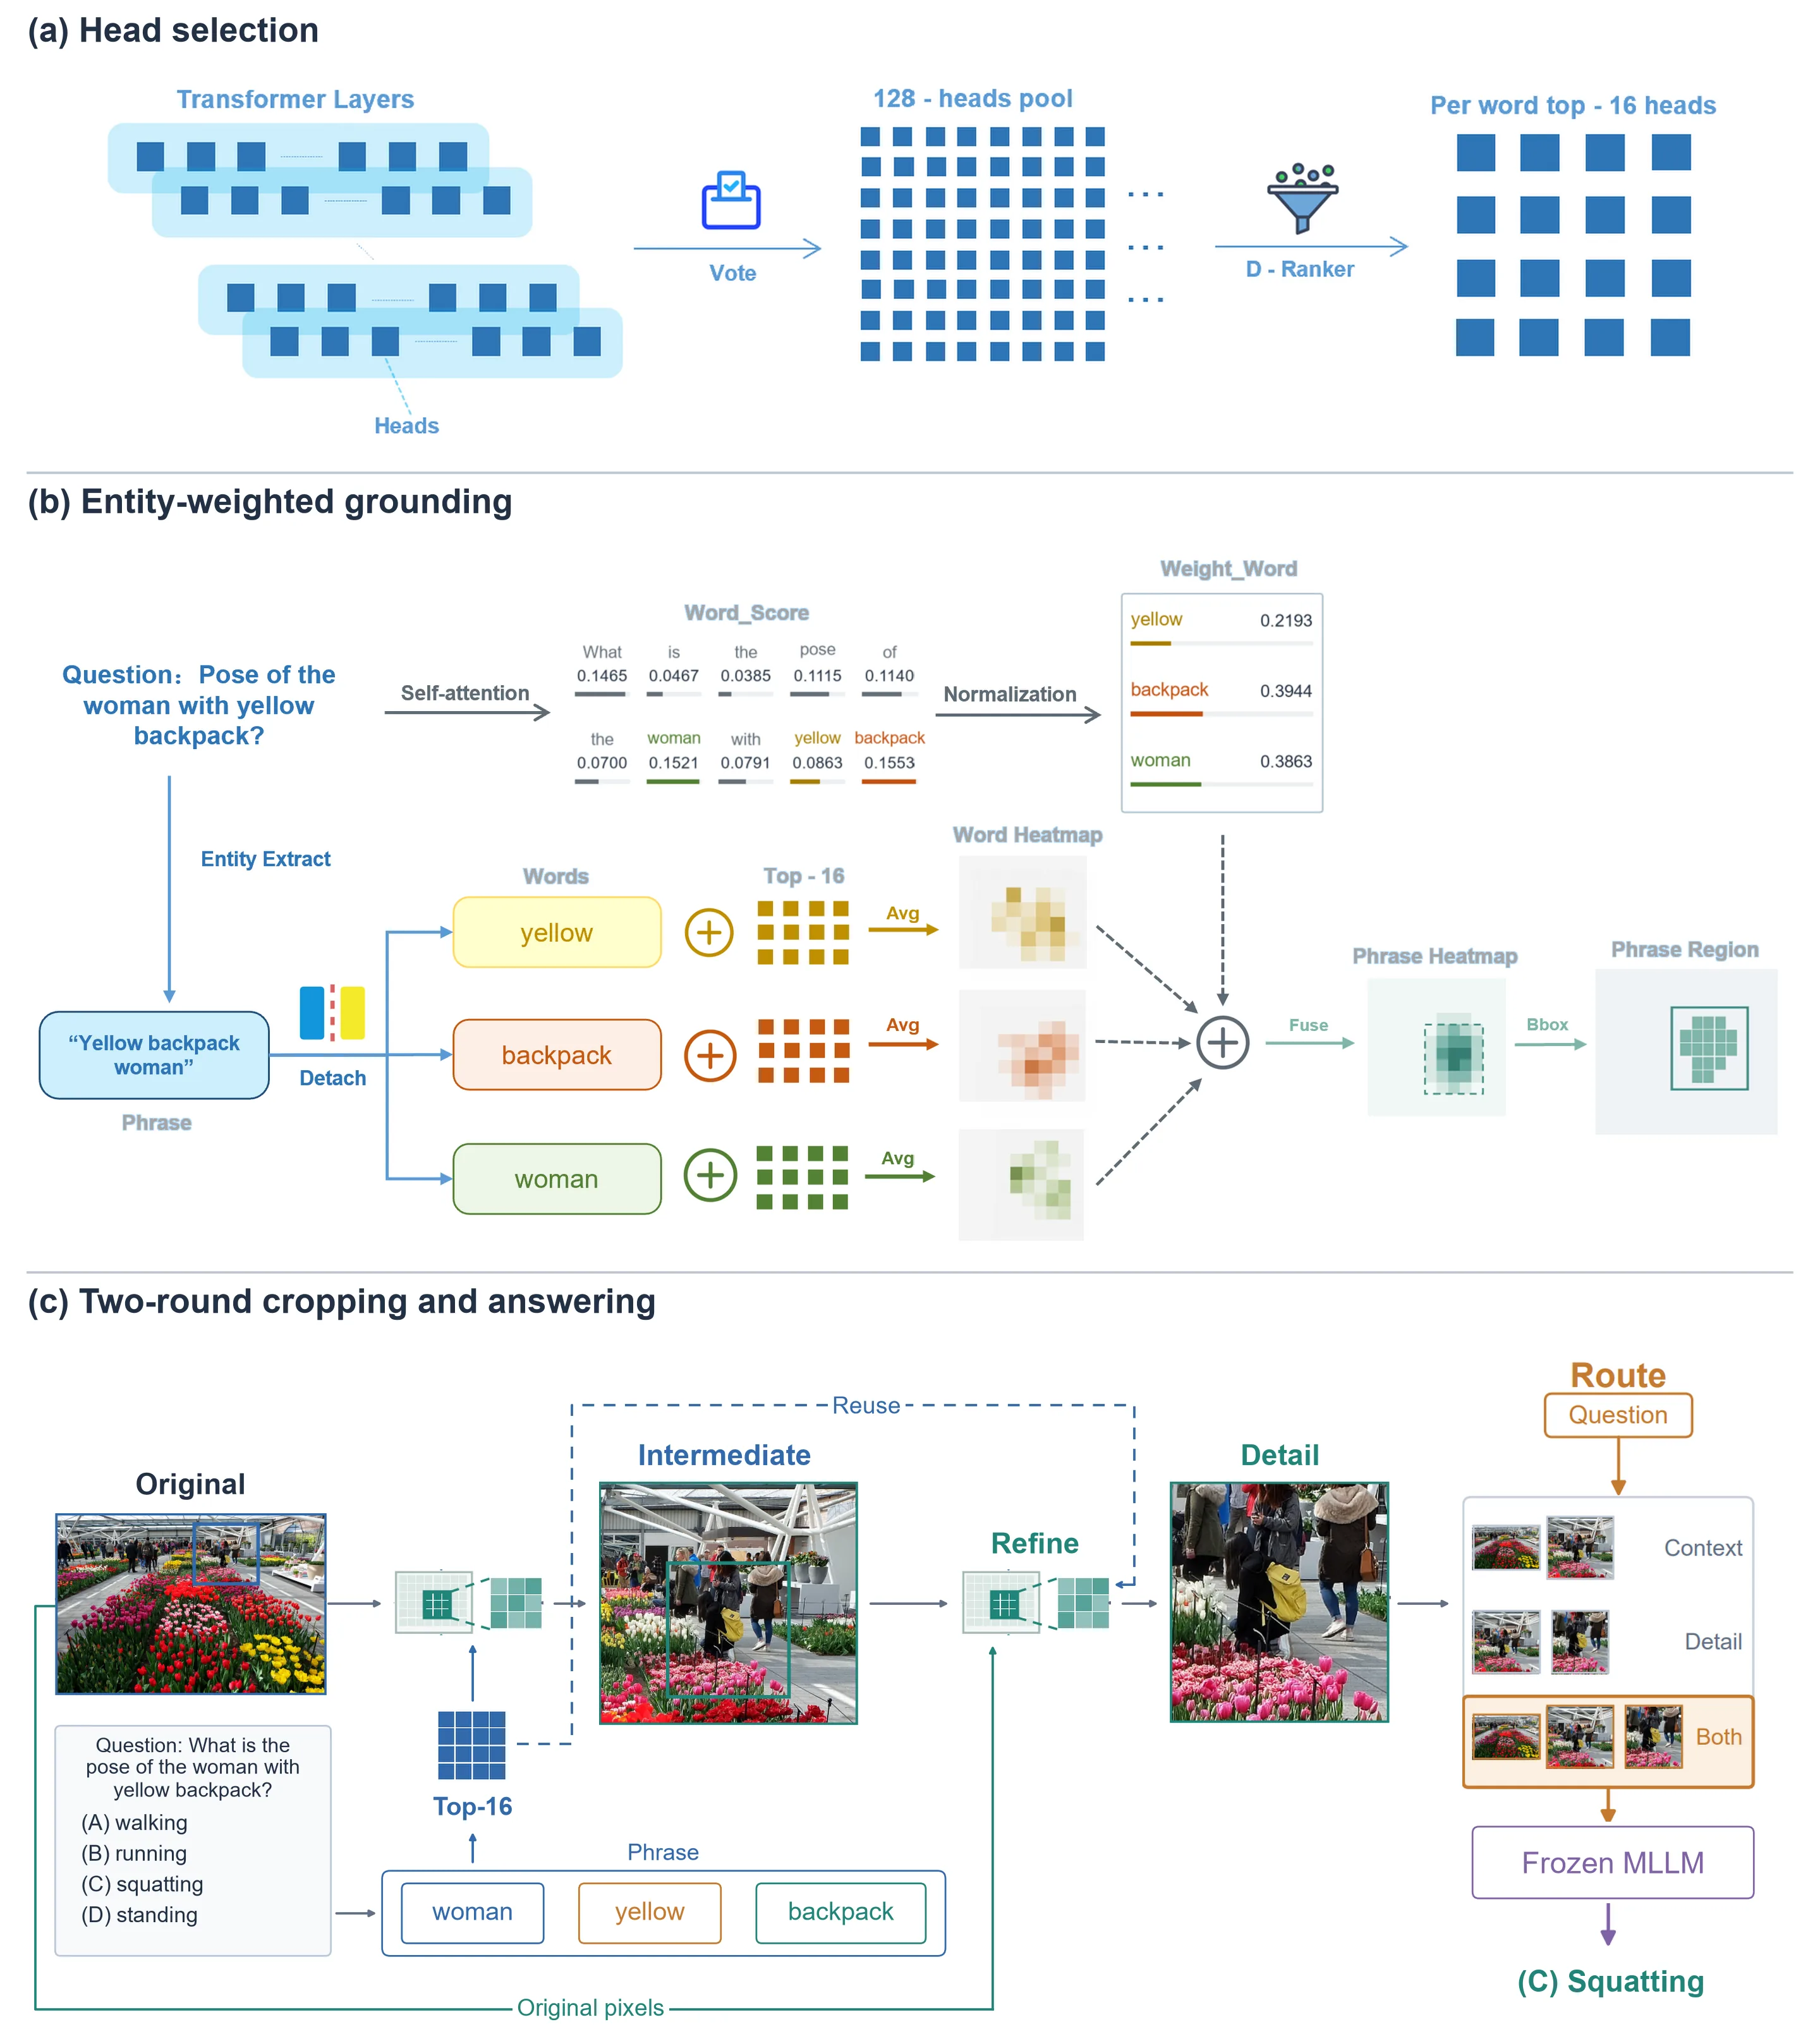 (a) Head selection
Transformer Layers
128 - heads pool
Per word top - 16 heads
Vote
D - Ranker
Heads
(b) Entity-weighted grounding
Question: Pose of the
woman with yellow
backpack?
Self-attention
Word_Score
What is the pose of
0.1465 0.0467 0.0385 0.1115 0.1140
the woman with yellow backpack
0.0700 0.1521 0.0791 0.0863 0.1553
Normalization
Weight_Word
yellow 0.2193
backpack 0.3944
woman 0.3863
Entity Extract
Words
Top - 16
Word Heatmap
yellow
Avg
"Yellow backpack
woman"
Phrase
Detach
backpack
Avg
woman
Avg
Fuse
Phrase Heatmap
Bbox
Phrase Region
(c) Two-round cropping and answering
Original
Reuse
Intermediate
Refine
Detail
Route
Question
Context
Detail
Both
Frozen MLLM
(C) Squatting
Question: What is the
pose of the woman with
yellow backpack?
(A) walking
(B) running
(C) squatting
(D) standing
Top-16
Phrase
woman
yellow
backpack
Original pixels